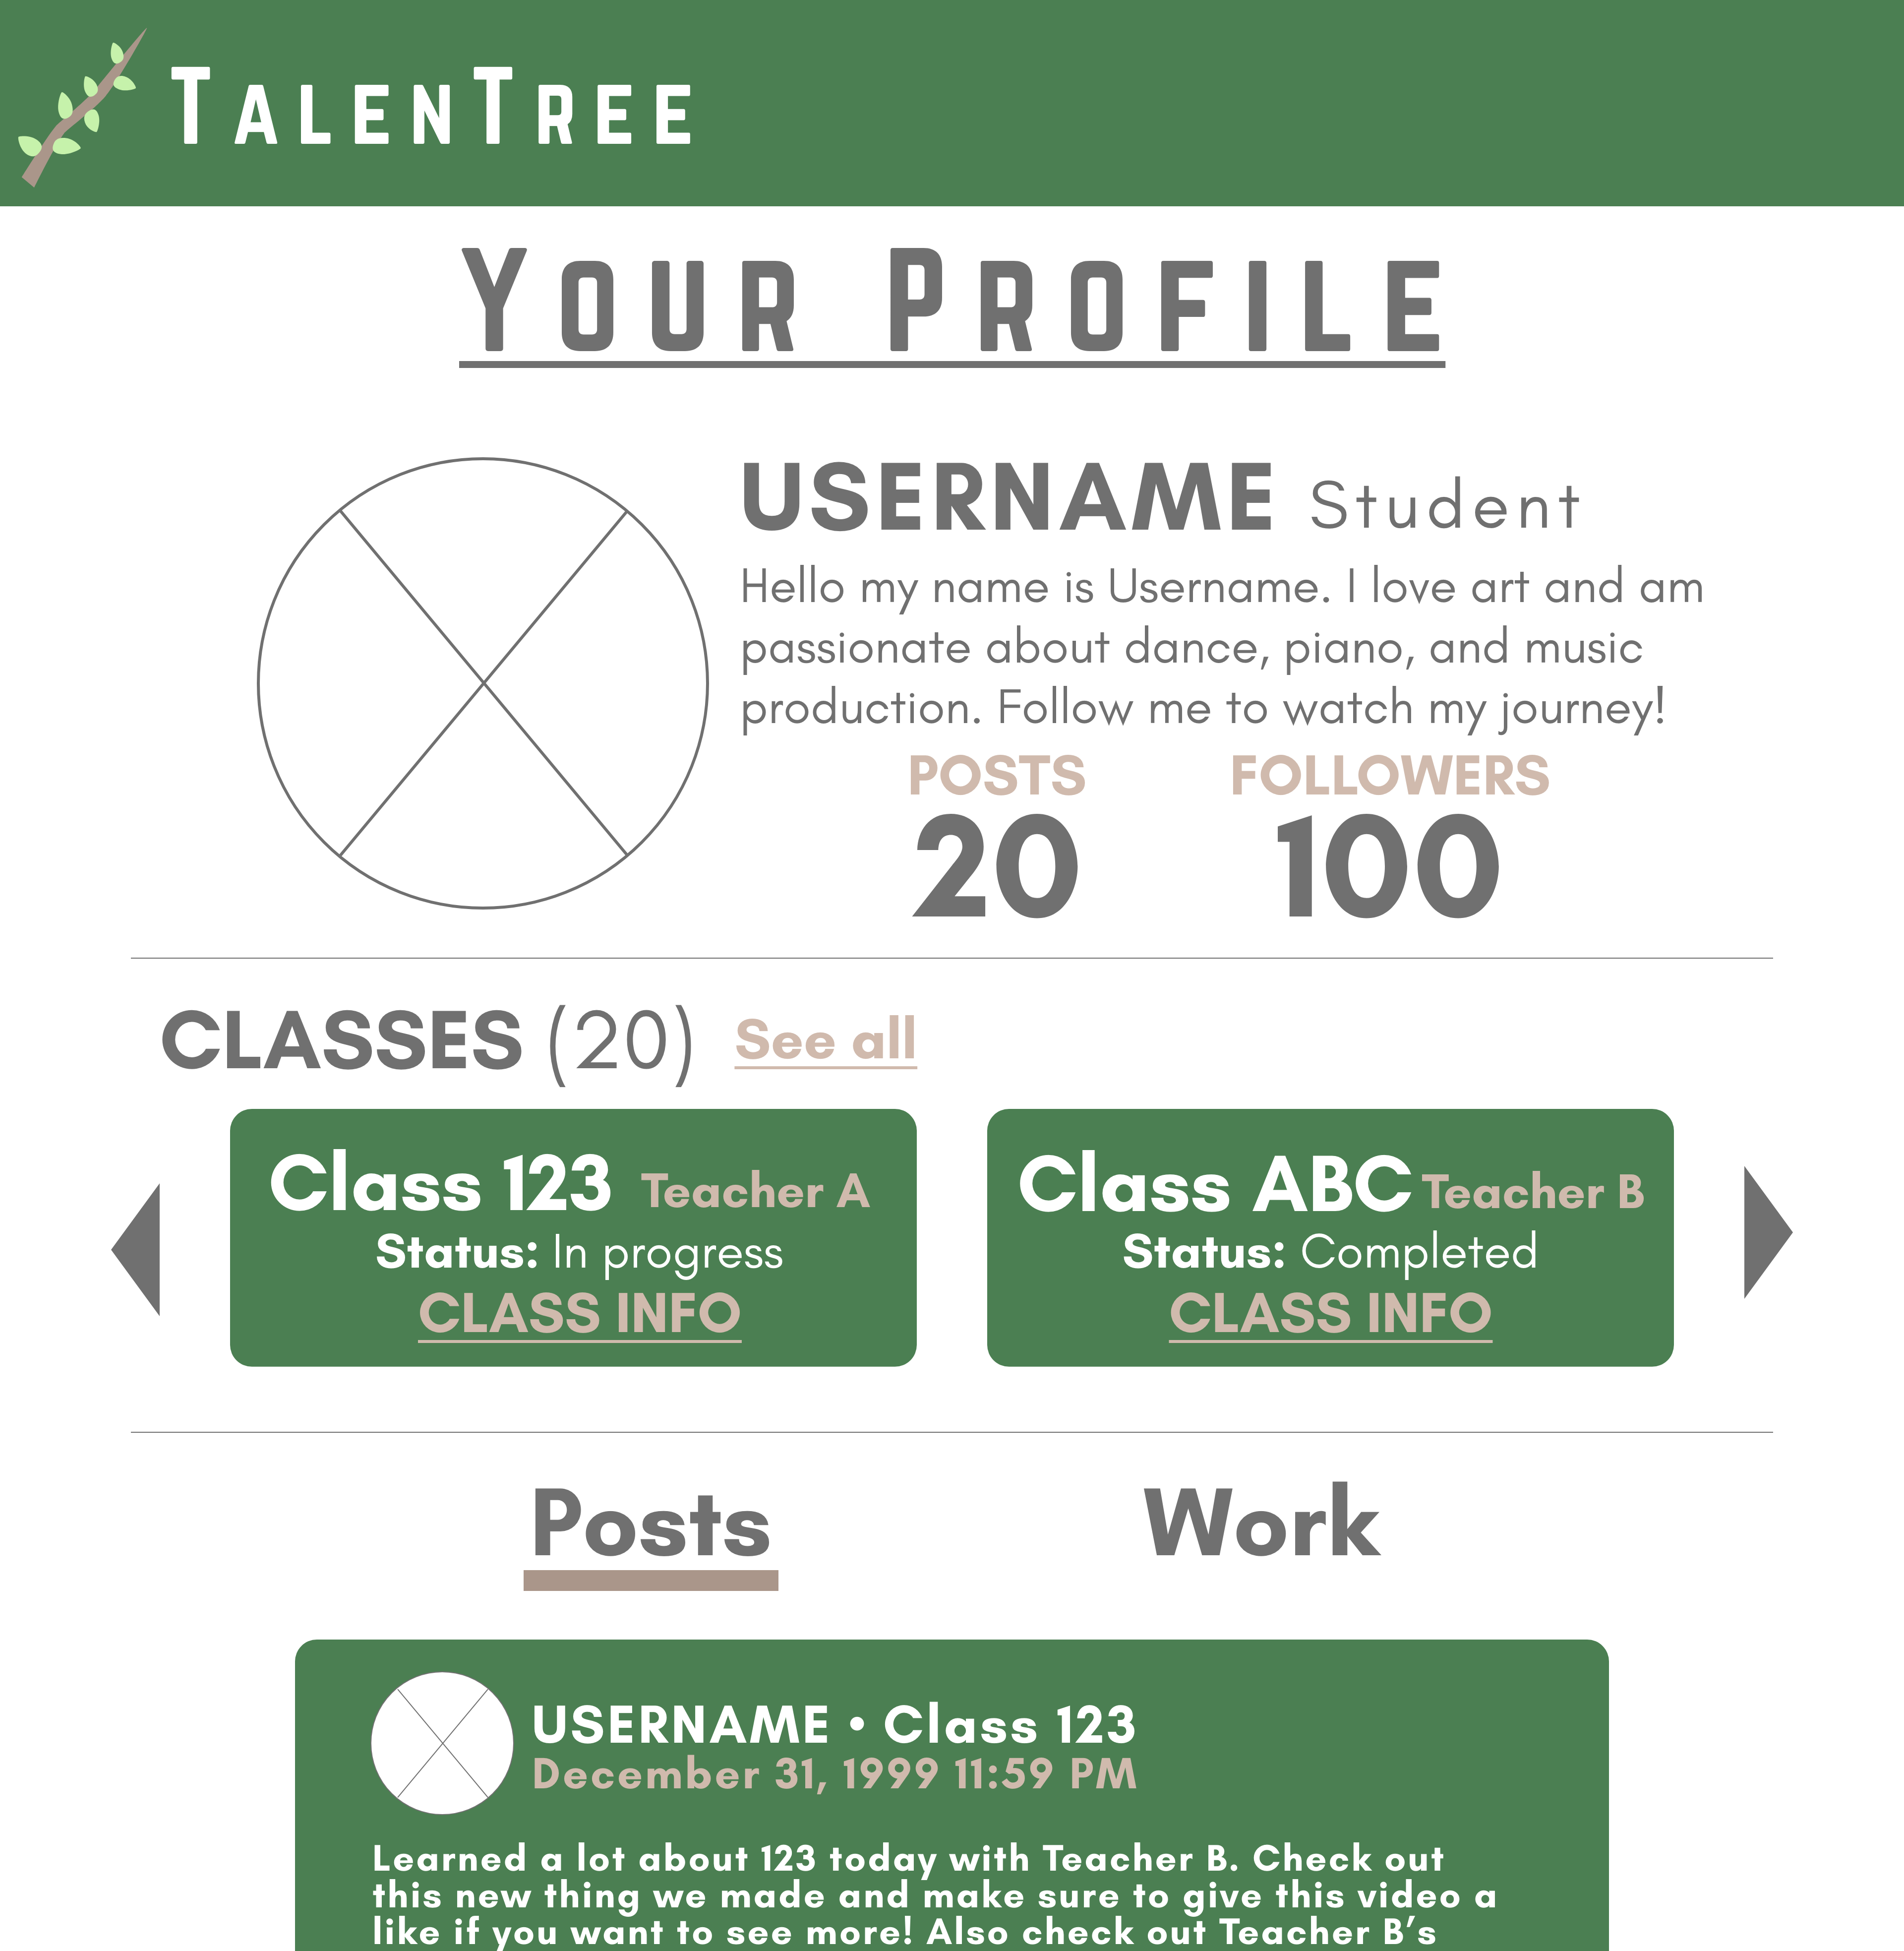 TALENTREE
YOUR PROFILE
USERNAME Student
Hello my name is Username. I love art and am
passionate about dance, piano, and music
production. Follow me to watch my journey!
POSTS FOLLOWERS
20 100
CLASSES (20) See all
Class 123 Teacher A
Status: In progress
CLASS INFO
Class ABC Teacher B
Status: Completed
CLASS INFO
Posts Work
USERNAME • Class 123
December 31, 1999 11:59 PM
Learned a lot about 123 today with Teacher B. Check out
this new thing we made and make sure to give this video a
like if you want to see more! Also check out Teacher B's